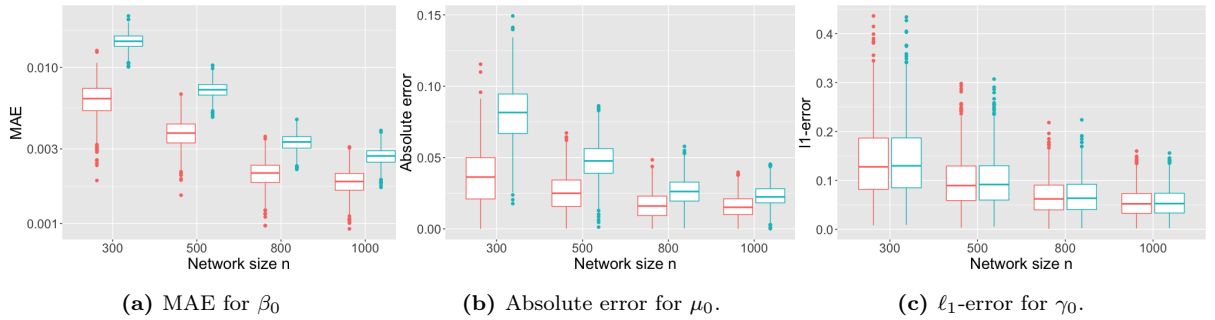 MAE
0.010
0.003
0.001
300 500 800 1000
Network size n
(a) MAE for β₀
Absolute error
0.15
0.10
0.05
0.00
300 500 800 1000
Network size n
(b) Absolute error for μ₀.
l1-error
0.4
0.3
0.2
0.1
0.0
300 500 800 1000
Network size n
(c) ℓ₁-error for γ₀.